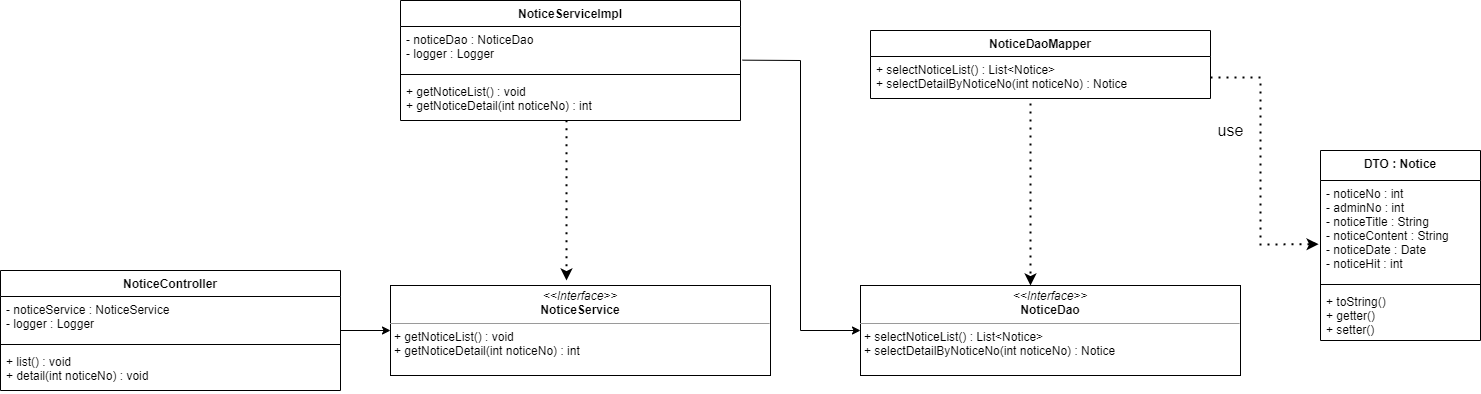 NoticeServiceImpl
- noticeDao : NoticeDao
- logger : Logger
+ getNoticeList() : void
+ getNoticeDetail(int noticeNo) : int
NoticeDaoMapper
+ selectNoticeList() : List<Notice>
+ selectDetailByNoticeNo(int noticeNo) : Notice
use
DTO : Notice
- noticeNo : int
- adminNo : int
- noticeTitle : String
- noticeContent : String
- noticeDate : Date
- noticeHit : int
+ toString()
+ getter()
+ setter()
NoticeController
- noticeService : NoticeService
- logger : Logger
+ list() : void
+ detail(int noticeNo) : void
<<Interface>>
NoticeService
+ getNoticeList() : void
+ getNoticeDetail(int noticeNo) : int
<<Interface>>
NoticeDao
+ selectNoticeList() : List<Notice>
+ selectDetailByNoticeNo(int noticeNo) : Notice